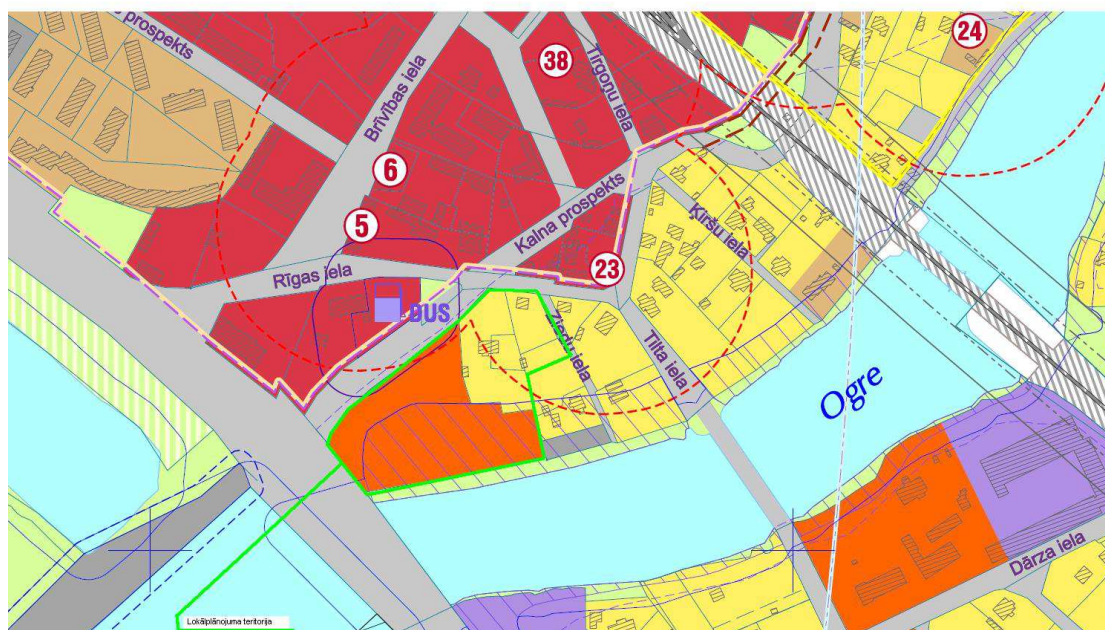 prospekts
24
38
Tirgoņu iela
Brīvības iela
6
Kalna prospekts
Ķiršu iela
5
23
Rīgas iela
DUS
Ziedu iela
Tilta iela
Ogre
Dārza iela
Lokālplānojuma teritorija